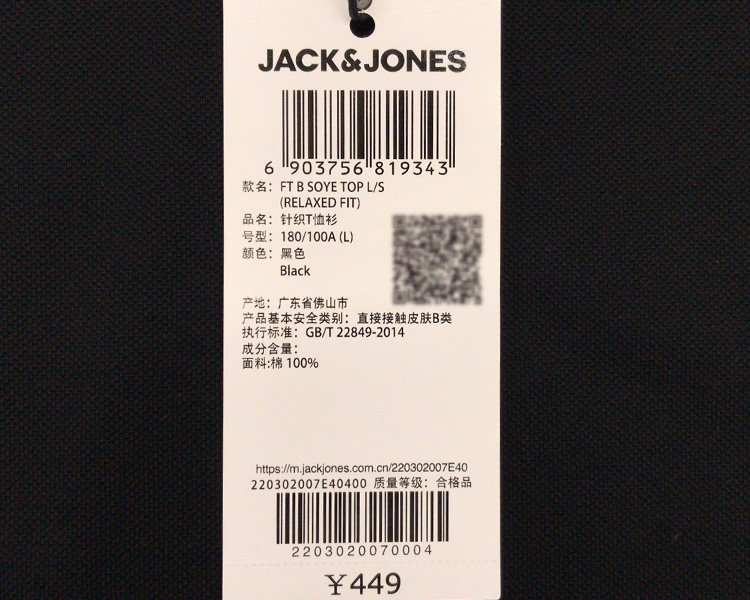 JACK&JONES
6 903756 819343
款名: FT B SOYE TOP L/S
(RELAXED FIT)
品名: 针织T恤衫
号型: 180/100A (L)
颜色: 黑色
Black
产地: 广东省佛山市
产品基本安全类别: 直接接触皮肤B类
执行标准: GB/T 22849-2014
成分含量:
面料:棉 100%
https://m.jackjones.com.cn/220302007E40
220302007E40400 质量等级: 合格品
2203020070004
¥449